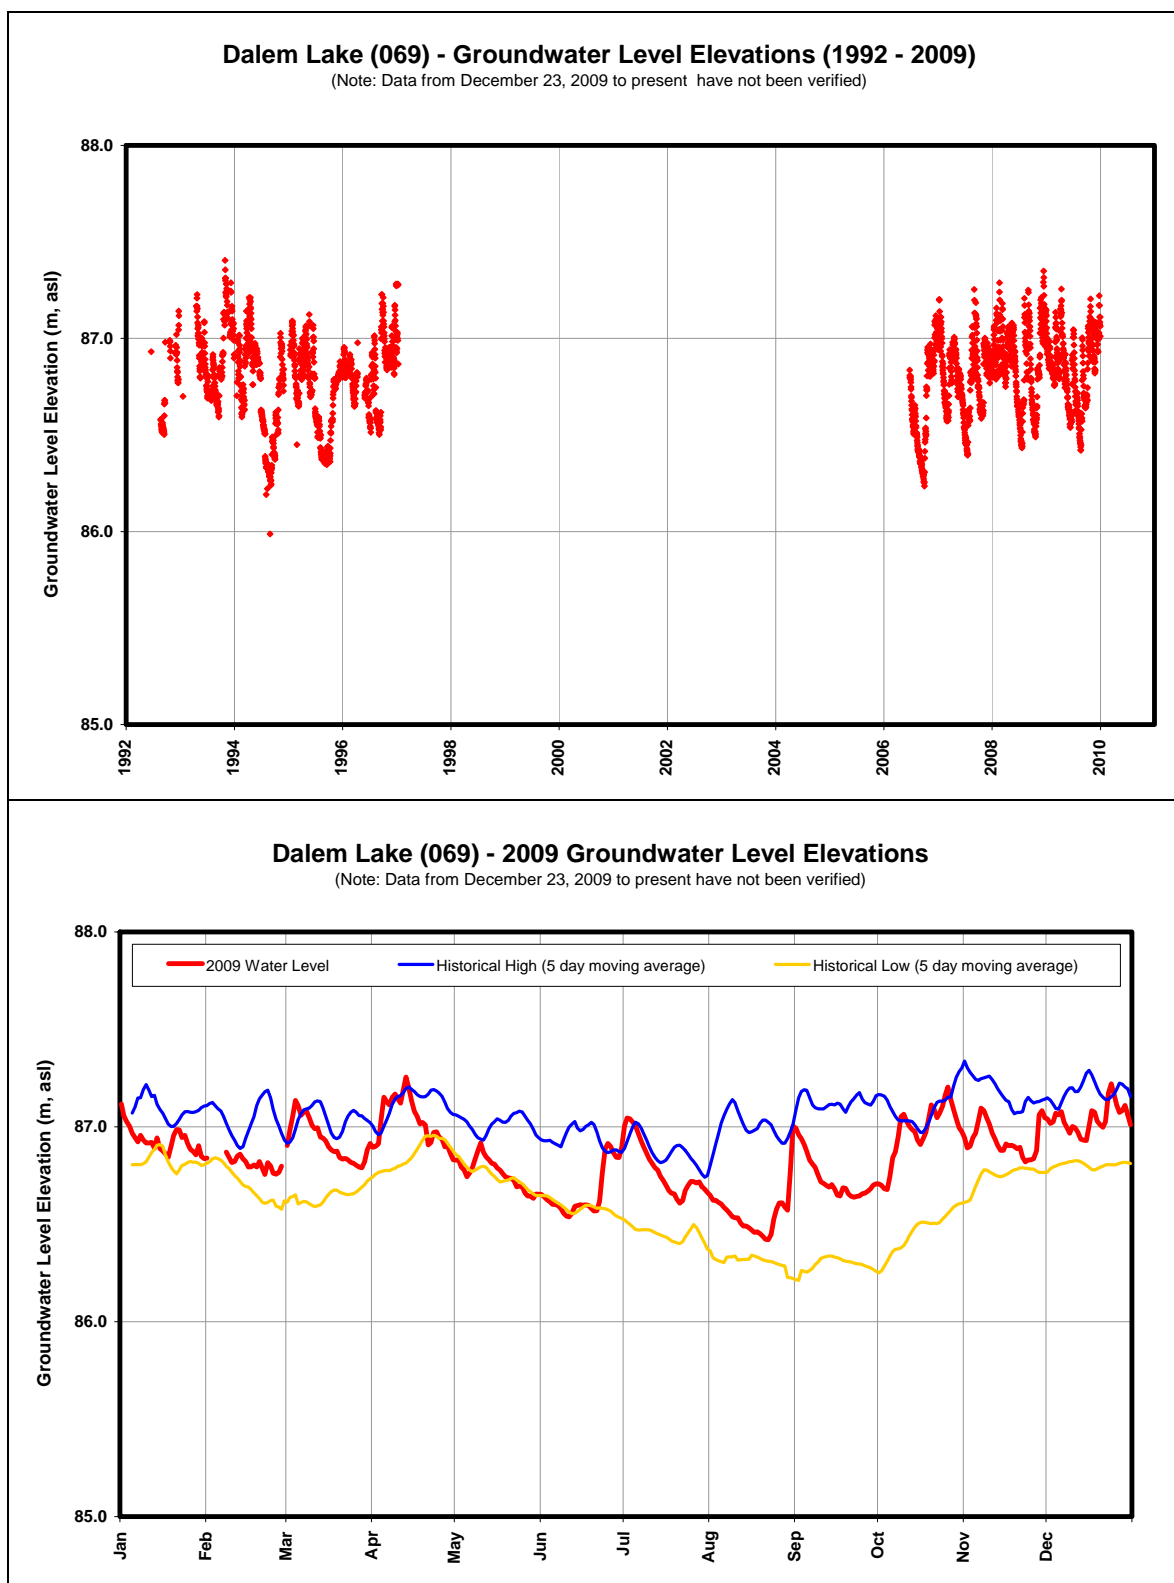 Dalem Lake (069) - Groundwater Level Elevations (1992 - 2009)
(Note: Data from December 23, 2009 to present have not been verified)
Groundwater Level Elevation (m, asl)
88.0
87.0
86.0
85.0
1992 1994 1996 1998 2000 2002 2004 2006 2008 2010
Dalem Lake (069) - 2009 Groundwater Level Elevations
(Note: Data from December 23, 2009 to present have not been verified)
Groundwater Level Elevation (m, asl)
88.0
2009 Water Level Historical High (5 day moving average) Historical Low (5 day moving average)
87.0
86.0
85.0
Jan Feb Mar Apr May Jun Jul Aug Sep Oct Nov Dec